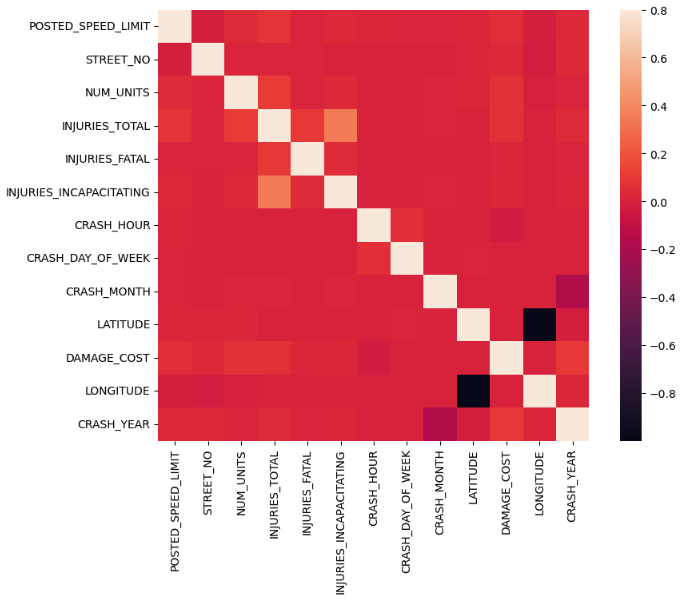 POSTED_SPEED_LIMIT
STREET_NO
NUM_UNITS
INJURIES_TOTAL
INJURIES_FATAL
INJURIES_INCAPACITATING
CRASH_HOUR
CRASH_DAY_OF_WEEK
CRASH_MONTH
LATITUDE
DAMAGE_COST
LONGITUDE
CRASH_YEAR
POSTED_SPEED_LIMIT
STREET_NO
NUM_UNITS
INJURIES_TOTAL
INJURIES_FATAL
INJURIES_INCAPACITATING
CRASH_HOUR
CRASH_DAY_OF_WEEK
CRASH_MONTH
LATITUDE
DAMAGE_COST
LONGITUDE
CRASH_YEAR
0.8
0.6
0.4
0.2
0.0
−0.2
−0.4
−0.6
−0.8